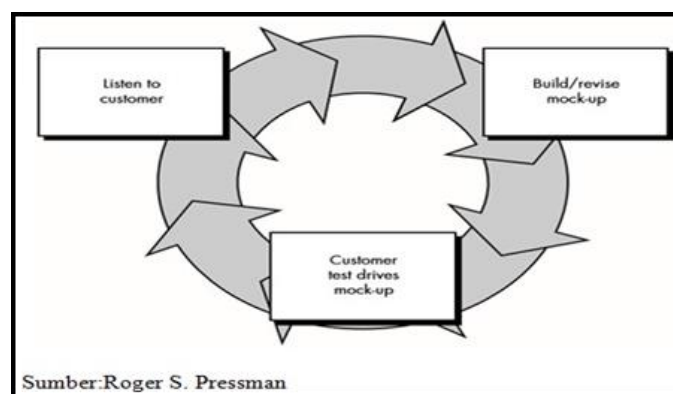 Listen to
customer
Build/revise
mock-up
Customer
test drives
mock-up
Sumber:Roger S. Pressman